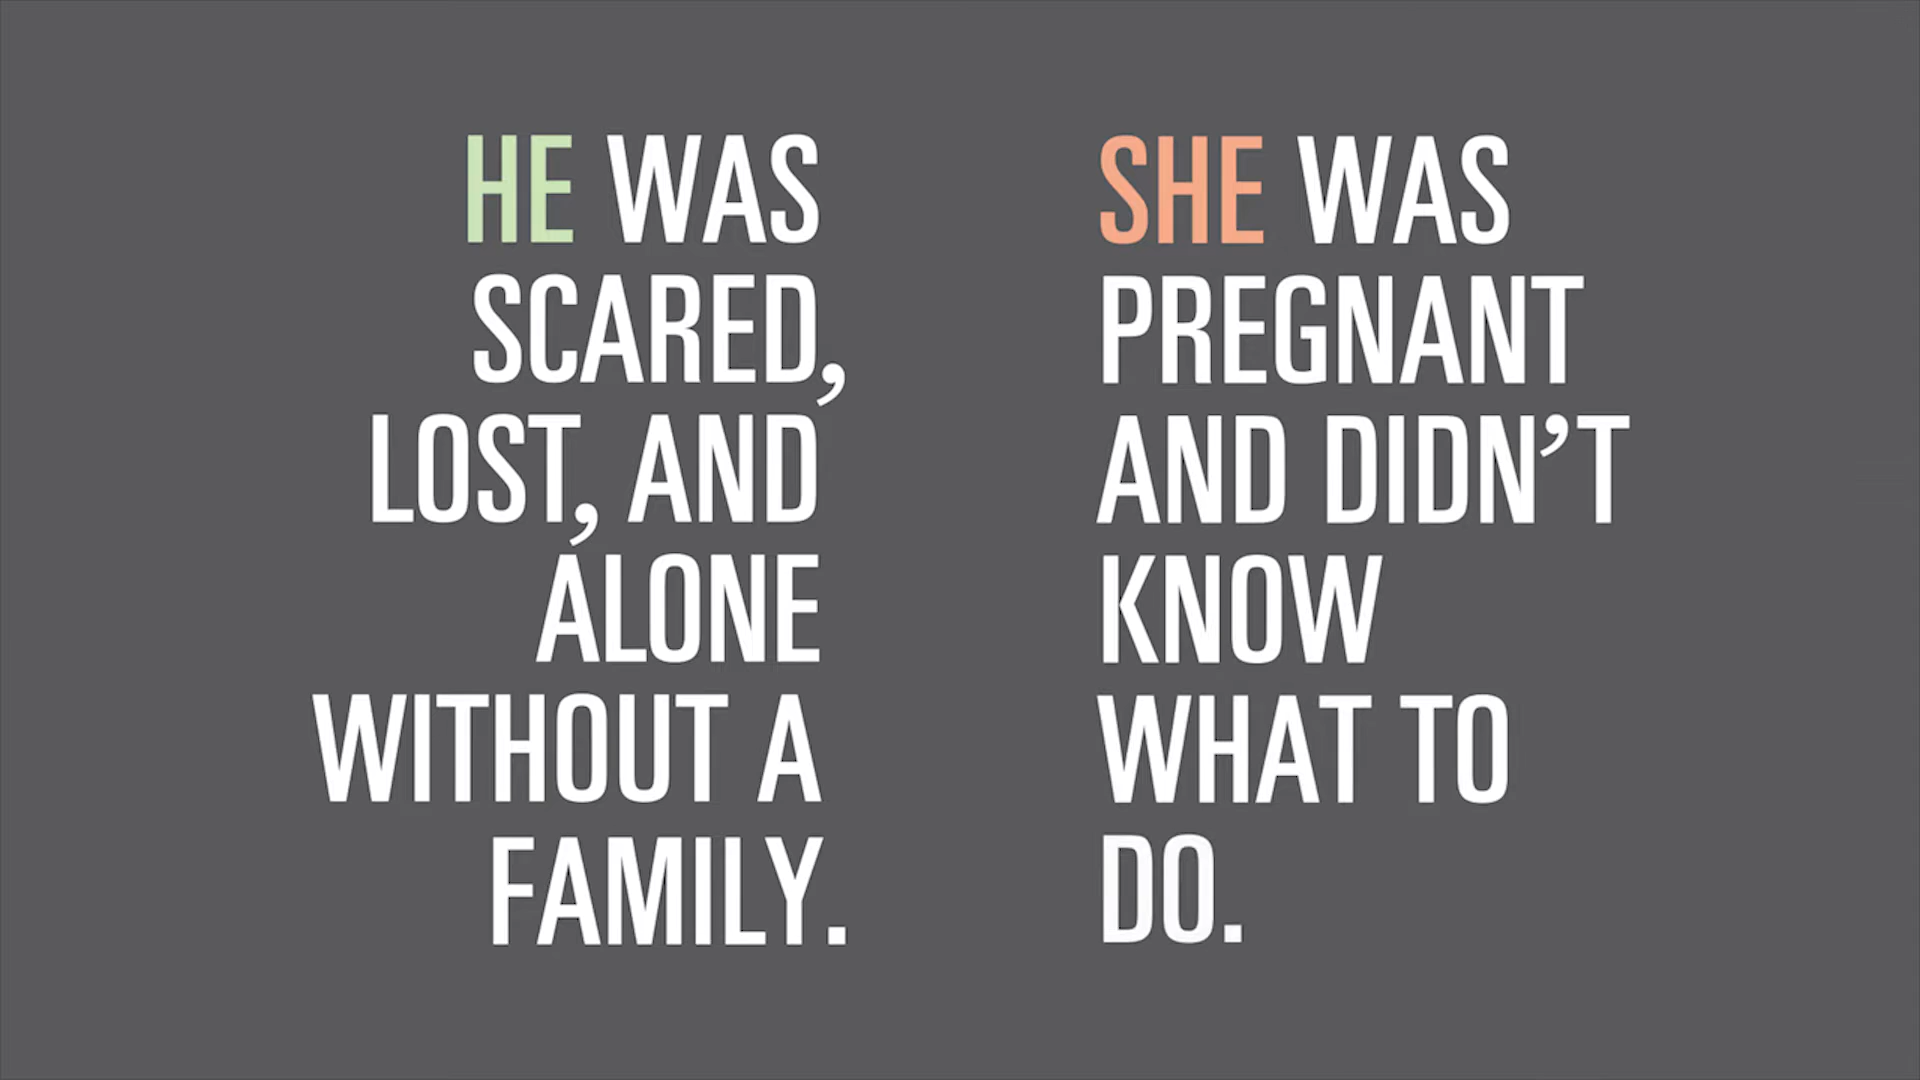 HE WAS
SCARED,
LOST, AND
ALONE
WITHOUT A
FAMILY.
SHE WAS
PREGNANT
AND DIDN’T
KNOW
WHAT TO
DO.